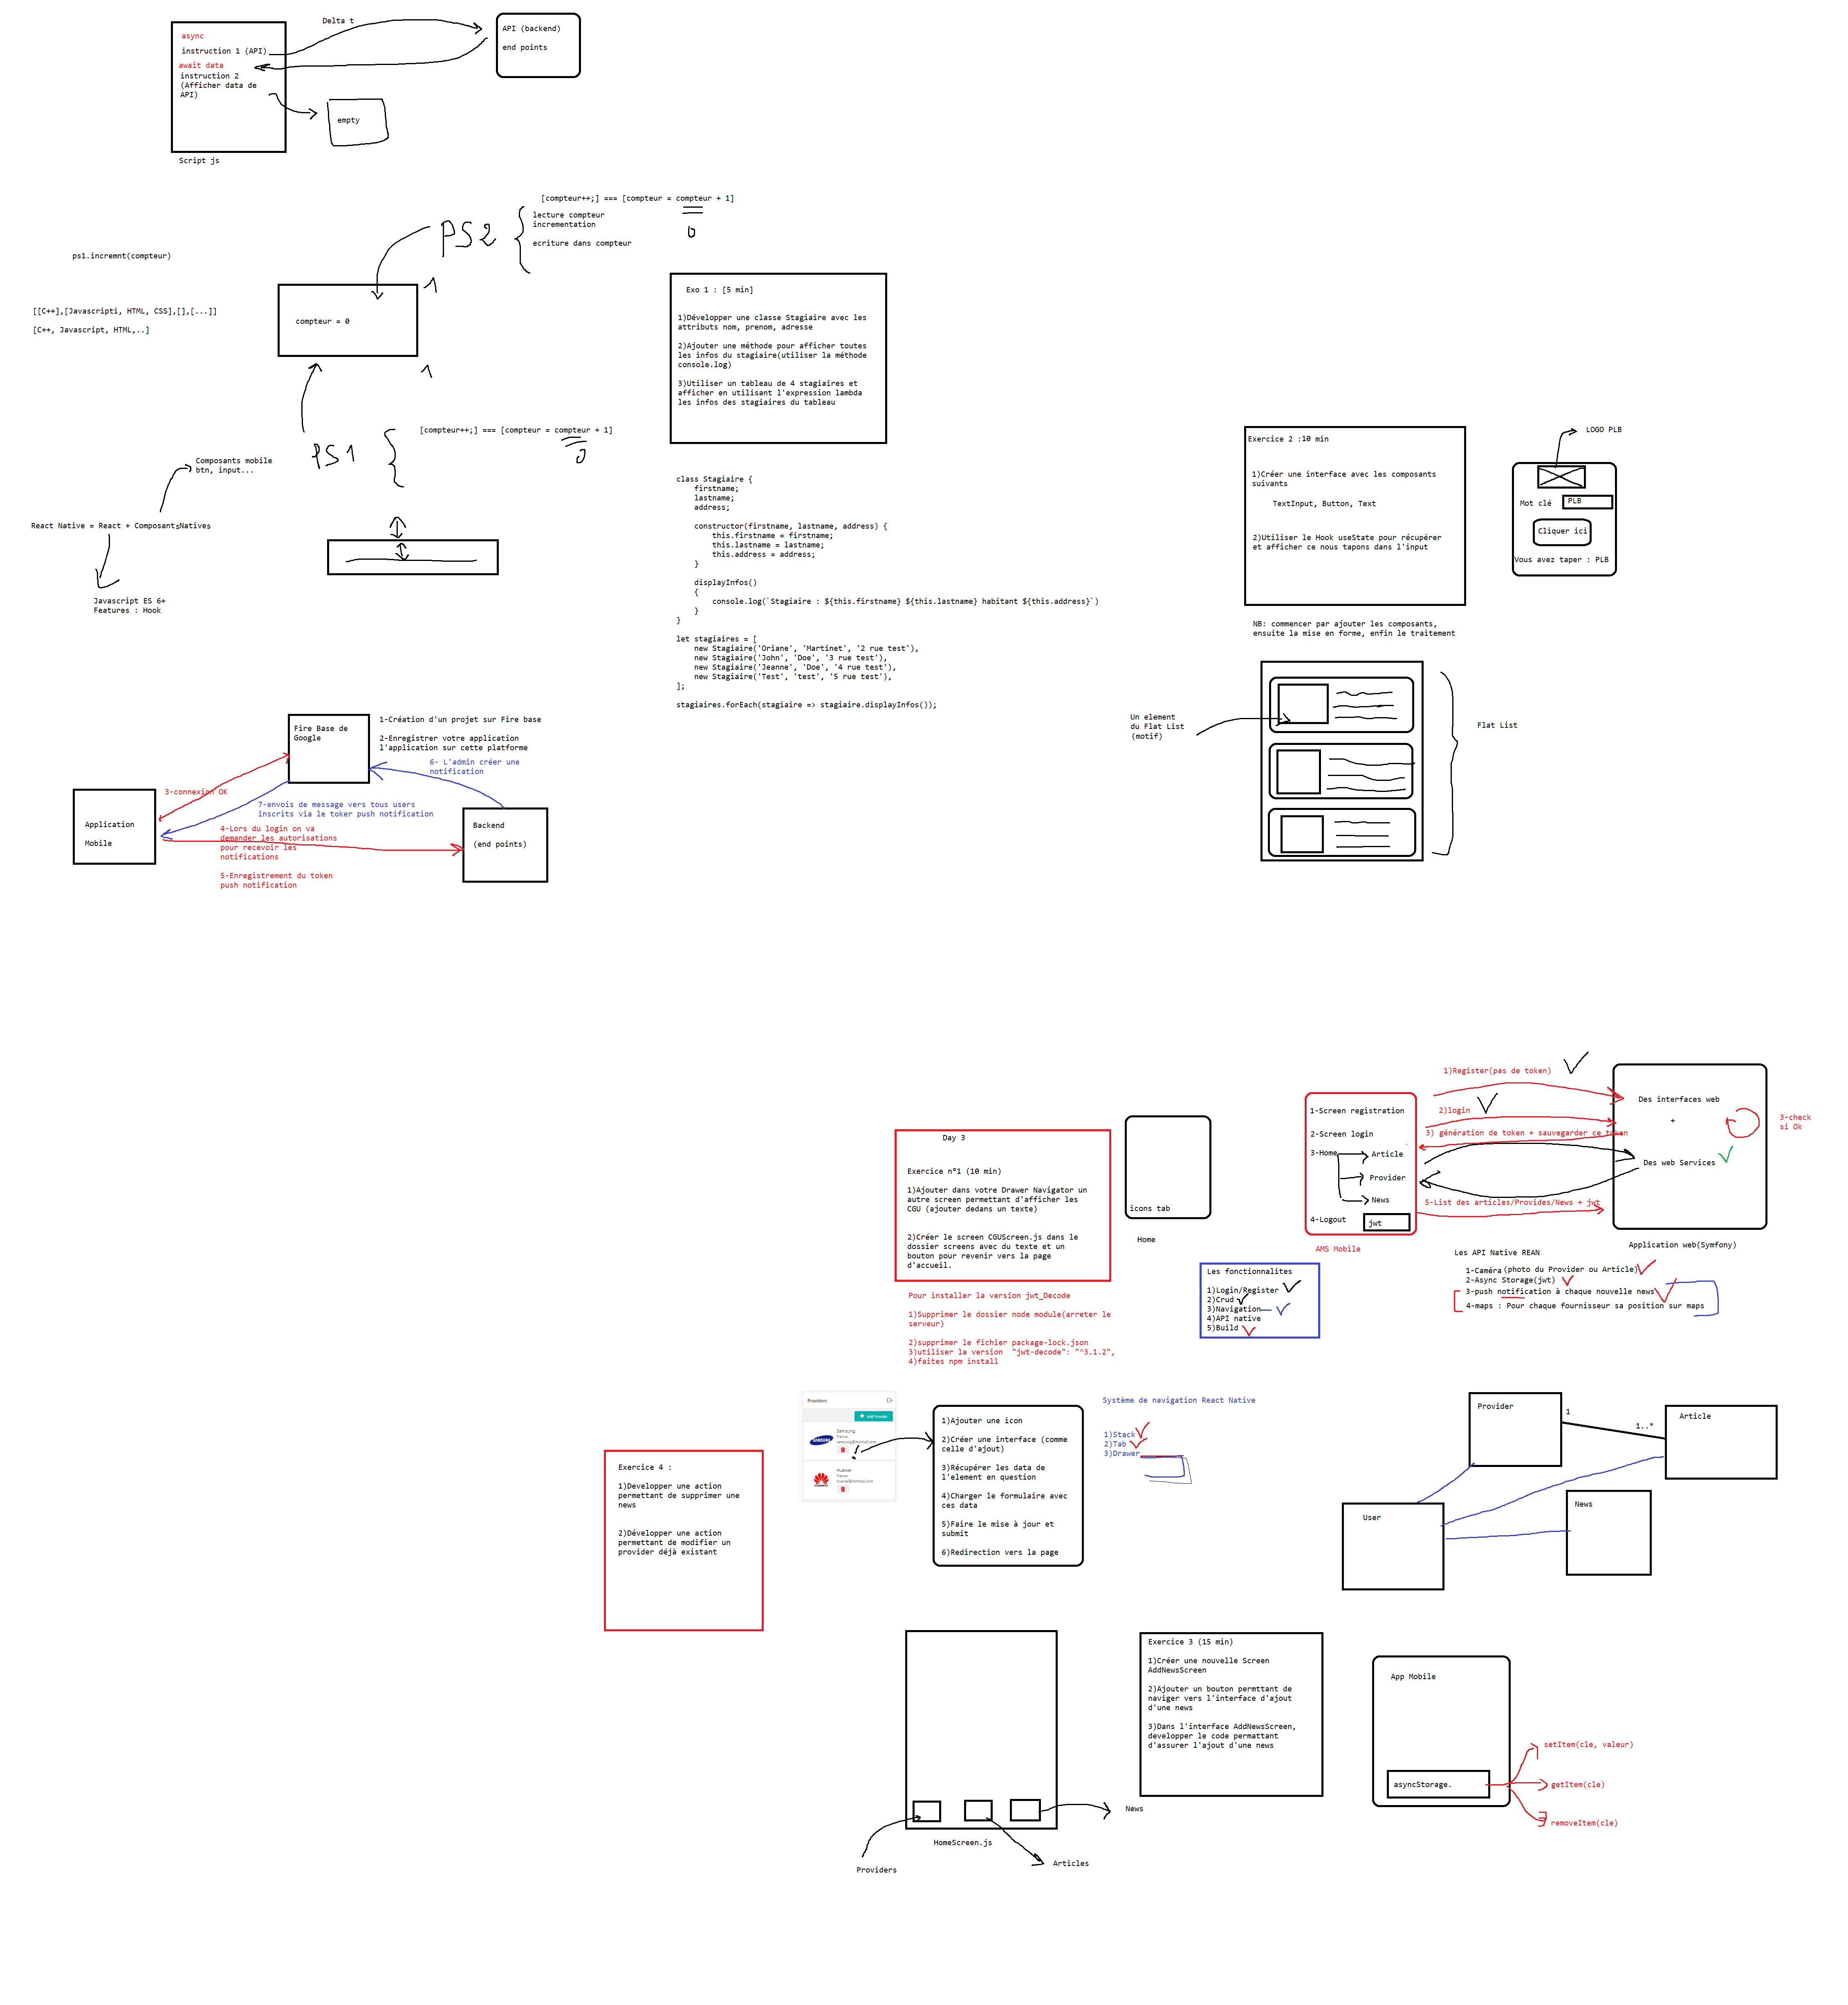 Delta t
async
instruction 1 (API)
await data
instruction 2
(Afficher data de
API)
Script js
API (backend)
end points
empty
[compteur++;] === [compteur = compteur + 1]
0
PS2
lecture compteur
incrementation
ecriture dans compteur
ps1.incremnt(compteur)
[[C++],[Javascripti, HTML, CSS],[],[...]]
[C++, Javascript, HTML,..]
compteur = 0
1
1
PS1
[compteur++;] === [compteur = compteur + 1]
0
Composants mobile
btn, input...
React Native = React + ComposantsNatives
Javascript ES 6+
Features : Hook
Exo 1 : [5 min]
1)Développer une classe Stagiaire avec les
attributs nom, prenom, adresse
2)Ajouter une méthode pour afficher toutes
les infos du stagiaire(utiliser la méthode
console.log)
3)Utiliser un tableau de 4 stagiaires et
afficher en utilisant l'expression lambda
les infos des stagiaires du tableau
class Stagiaire {
firstname;
lastname;
address;
constructor(firstname, lastname, address) {
this.firstname = firstname;
this.lastname = lastname;
this.address = address;
}
displayInfos()
{
console.log(`Stagiaire : ${this.firstname} ${this.lastname} habitant ${this.address}`)
}
}
let stagiaires = [
new Stagiaire('Oriane', 'Martinet', '2 rue test'),
new Stagiaire('John', 'Doe', '3 rue test'),
new Stagiaire('Jeanne', 'Doe', '4 rue test'),
new Stagiaire('Test', 'test', '5 rue test'),
];
stagiaires.forEach(stagiaire => stagiaire.displayInfos());
Exercice 2 :10 min
1)Créer une interface avec les composants
suivants
TextInput, Button, Text
2)Utiliser le Hook useState pour récupérer
et afficher ce nous tapons dans l'input
NB: commencer par ajouter les composants,
ensuite la mise en forme, enfin le traitement
LOGO PLB
Mot clé
PLB
Cliquer ici
Vous avez taper : PLB
Un element
du Flat List
(motif)
Flat List
Fire Base de
Google
1-Création d'un projet sur Fire base
2-Enregistrer votre application
l'application sur cette platforme
6- L'admin créer une
notification
3-connexion OK
7-envois de message vers tous users
inscrits via le toker push notification
Application
Mobile
4-Lors du login on va
demander les autorisations
pour recevoir les
notifications
5-Enregistrement du token
push notification
Backend
(end points)
Day 3
Exercice n°1 (10 min)
1)Ajouter dans votre Drawer Navigator un
autre screen permettant d'afficher les
CGU (ajouter dedans un texte)
2)Créer le screen CGUScreen.js dans le
dossier screens avec du texte et un
bouton pour revenir vers la page
d'accueil.
Pour installer la version jwt_Decode
1)Supprimer le dossier node module(arreter le
serveur)
2)supprimer le fichier package-lock.json
3)utiliser la version "jwt-decode": "^3.1.2",
4)faites npm install
icons tab
Home
1-Screen registration
2-Screen login
3-Home
Article
Provider
News
4-Logout
jwt
AMS Mobile
1)Register(pas de token)
2)login
3) génération de token + sauvegarder ce token
5-List des articles/Provides/News + jwt
Des interfaces web
+
Des web Services
3-check
si Ok
Application web(Symfony)
Les fonctionnalites
1)Login/Register
2)Crud
3)Navigation
4)API native
5)Build
Les API Native REAN
1-Caméra(photo du Provider ou Article)
2-Async Storage(jwt)
3-push notification à chaque nouvelle news
4-maps : Pour chaque fournisseur sa position sur maps
Providers
Add Provider
Samsung
France
samsung@hotmail.com
SAMSUNG
Huawei
France
huawei@hotmail.com
HUAWEI
1)Ajouter une icon
2)Créer une interface (comme
celle d'ajout)
3)Récupérer les data de
l'element en question
4)Charger le formulaire avec
ces data
5)Faire le mise à jour et
submit
6)Redirection vers la page
Système de navigation React Native
1)Stack
2)Tab
3)Drawer
Provider
1
1..*
Article
User
News
Exercice 4 :
1)Developper une action
permettant de supprimer une
news
2)Développer une action
permettant de modifier un
provider déjà existant
HomeScreen.js
Providers
Articles
News
Exercice 3 (15 min)
1)Créer une nouvelle Screen
AddNewsScreen
2)Ajouter un bouton permttant de
naviger vers l'interface d'ajout
d'une news
3)Dans l'interface AddNewsScreen,
developper le code permattant
d'assurer l'ajout d'une news
App Mobile
asyncStorage.
setItem(cle, valeur)
getItem(cle)
removeItem(cle)